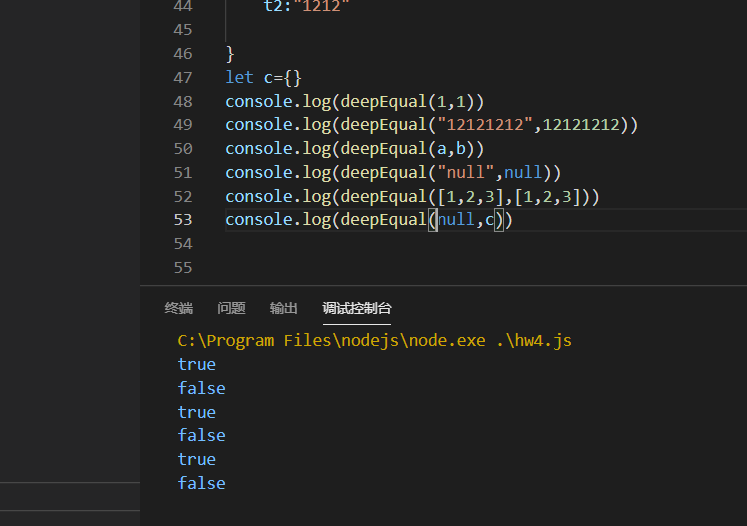 44 t2:"1212"
45
46 }
47 let c={}
48 console.log(deepEqual(1,1))
49 console.log(deepEqual("12121212",12121212))
50 console.log(deepEqual(a,b))
51 console.log(deepEqual("null",null))
52 console.log(deepEqual([1,2,3],[1,2,3]))
53 console.log(deepEqual(null,c))
54
55
终端 问题 输出 调试控制台
C:\Program Files\nodejs\node.exe .\hw4.js
true
false
true
false
true
false